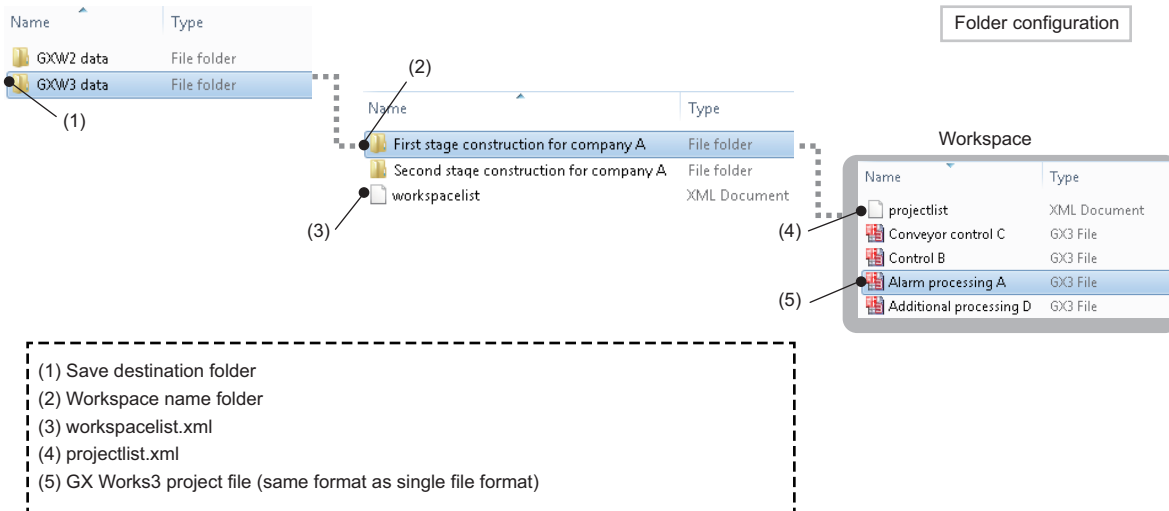 Folder configuration
Name Type
GXW2 data File folder
GXW3 data File folder
(1)
(2)
Name Type
First stage construction for company A File folder
Second stage construction for company A File folder
workspacelist XML Document
(3)
Workspace
Name Type
projectlist XML Document
Conveyor control C GX3 File
Control B GX3 File
Alarm processing A GX3 File
Additional processing D GX3 File
(4)
(5)
(1) Save destination folder
(2) Workspace name folder
(3) workspacelist.xml
(4) projectlist.xml
(5) GX Works3 project file (same format as single file format)